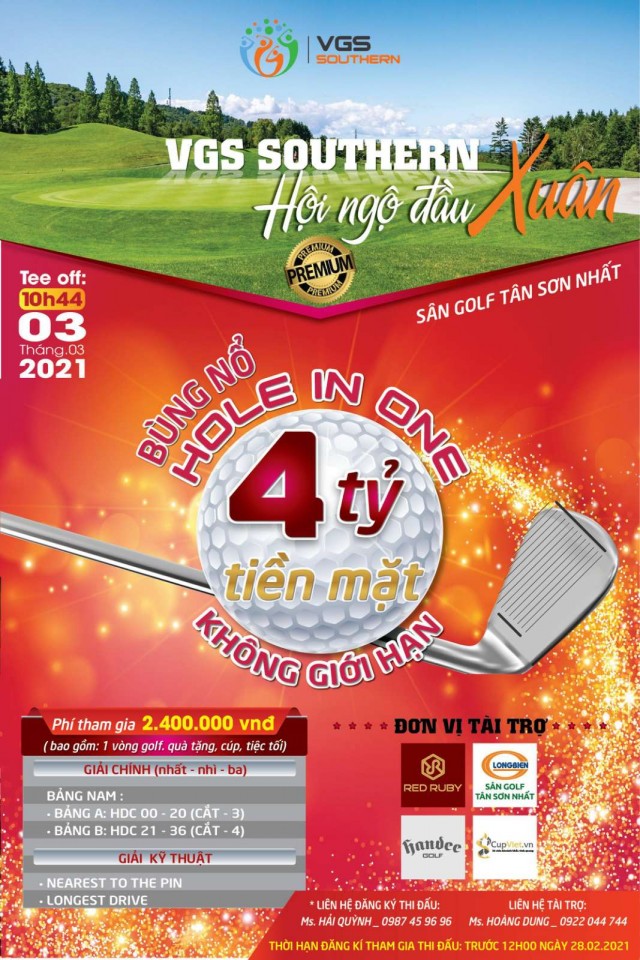 VGS
SOUTHERN
VGS SOUTHERN
Hội ngộ đầu Xuân
PREMIUM
PREMIUM
PREMIUM
SÂN GOLF TÂN SƠN NHẤT
Tee off:
10h44
03
Tháng.03
2021
BÙNG NỔ
HOLE IN ONE
4 tỷ
tiền mặt
KHÔNG GIỚI HẠN
Phí tham gia 2.400.000 vnđ
( bao gồm: 1 vòng golf. quà tặng, cúp, tiệc tối)
GIẢI CHÍNH (nhất - nhì - ba)
BẢNG NAM :
• BẢNG A: HDC 00 - 20 (CẮT - 3)
• BẢNG B: HDC 21 - 36 (CẮT - 4)
GIẢI KỸ THUẬT
• NEAREST TO THE PIN
• LONGEST DRIVE
ĐƠN VỊ TÀI TRỢ
RED RUBY
LONGBIEN
SÂN GOLF
TÂN SƠN NHẤT
Handee
GOLF
CupViet.vn
* LIÊN HỆ ĐĂNG KÝ THI ĐẤU:
Ms. HẢI QUỲNH _ 0987 45 96 96
LIÊN HỆ TÀI TRỢ:
Ms. HOÀNG DUNG _ 0922 044 744
THỜI HẠN ĐĂNG KÍ THAM GIA THI ĐẤU: TRƯỚC 12H00 NGÀY 28.02.2021